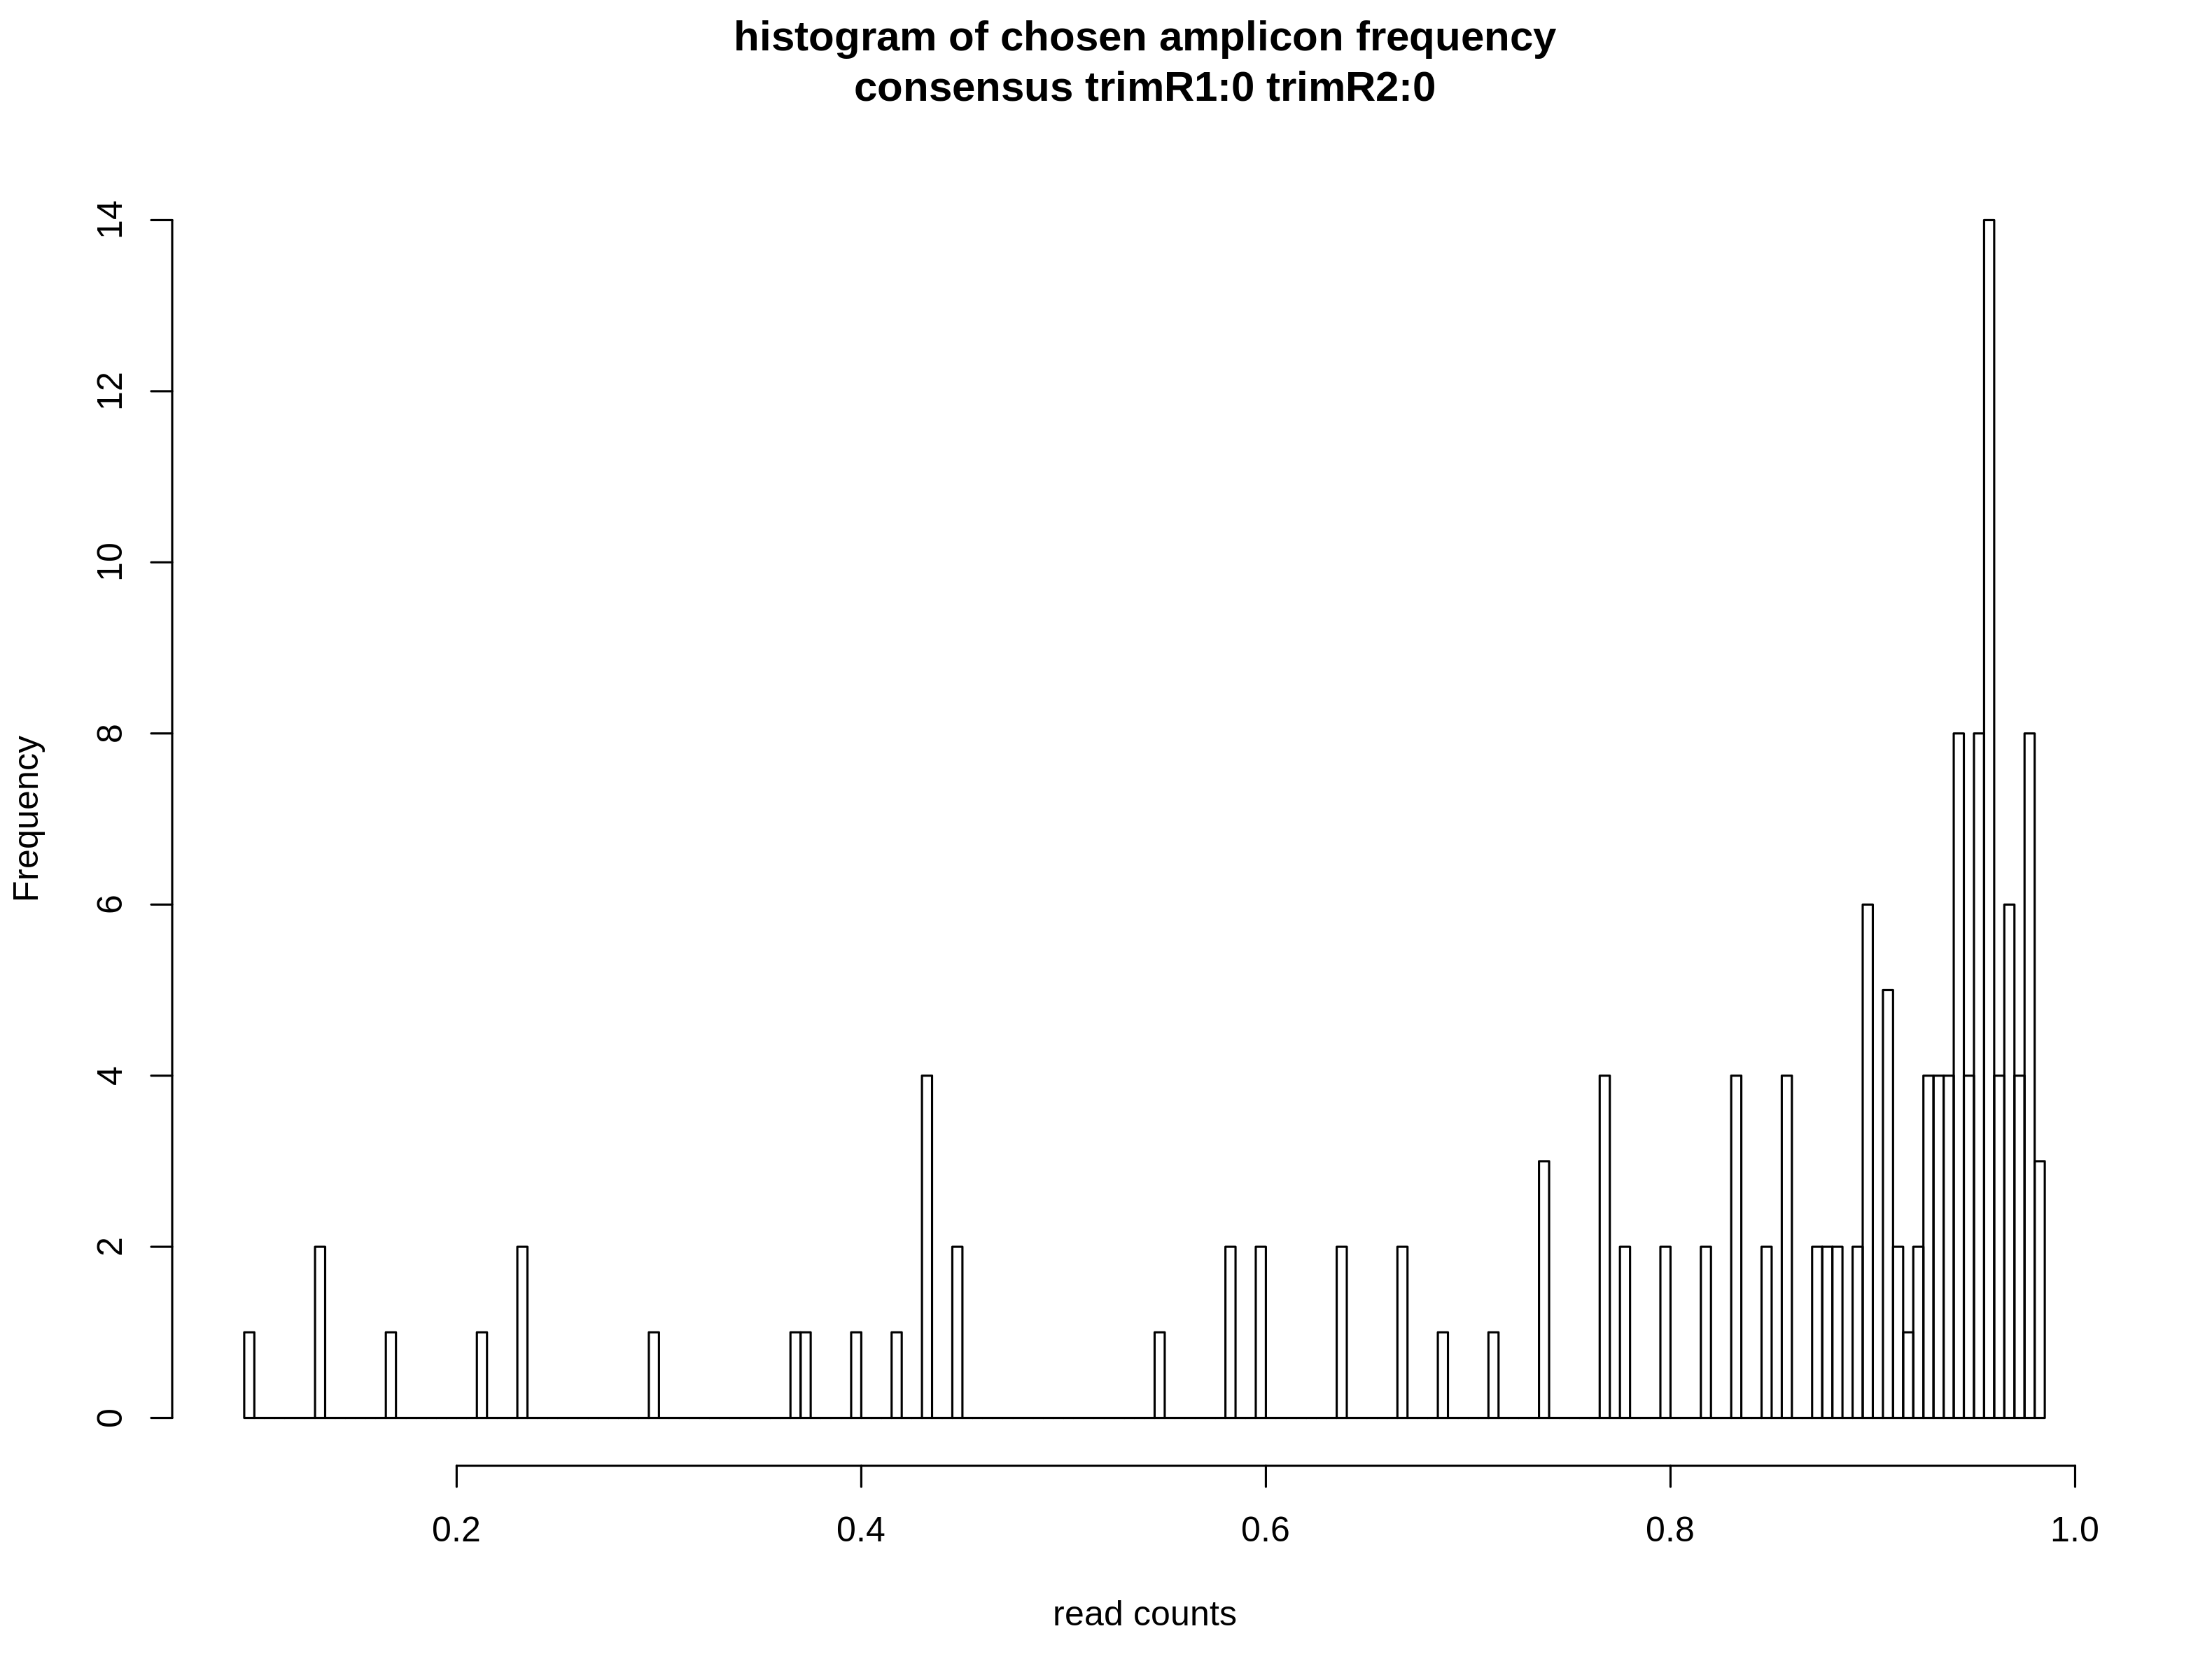 histogram of chosen amplicon frequency
consensus trimR1:0 trimR2:0
14
12
10
8
6
4
2
0
Frequency
0.2 0.4 0.6 0.8 1.0
read counts